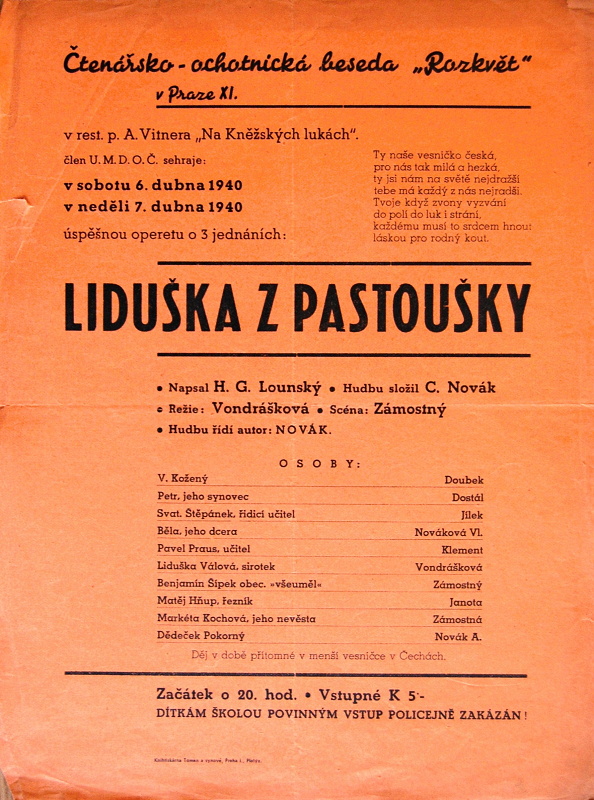 Čtenářsko-ochotnická beseda „Rozkvět“
v Praze XI.
v rest. p. A. Vitnera „Na Kněžských lukách“.
člen U. M. D. O. Č. sehraje:
v sobotu 6. dubna 1940
v neděli 7. dubna 1940
úspěšnou operetu o 3 jednáních:
Ty naše vesničko česká,
pro nás tak milá a hezká,
ty jsi nám na světě nejdražší
tebe má každý z nás nejradši.
Tvoje když zvony vyzvání
do polí do luk i strání,
každému musí to srdcem hnout
láskou pro rodný kout.
LIDUŠKA Z PASTOUŠKY
• Napsal H. G. Lounský • Hudbu složil C. Novák
• Režie: Vondrášková • Scéna: Zámostný
• Hudbu řídí autor: NOVÁK.
OSOBY:
V. Kožený Doubek
Petr, jeho synovec Dostál
Svat. Štěpánek, řídicí učitel Jílek
Běla, jeho dcera Nováková Vl.
Pavel Praus, učitel Klement
Liduška Válová, sirotek Vondrášková
Benjamín Šípek obec. »všeuměl« Zámostný
Matěj Hňup, řezník Janota
Markéta Kochová, jeho nevěsta Zámostná
Dědeček Pokorný Novák A.
Děj v době přítomné v menší vesničce v Čechách.
Začátek o 20. hod. • Vstupné K 5·-
DÍTKÁM ŠKOLOU POVINNÝM VSTUP POLICEJNĚ ZAKÁZÁN!
Knihtiskárna a synové, Praha I.,